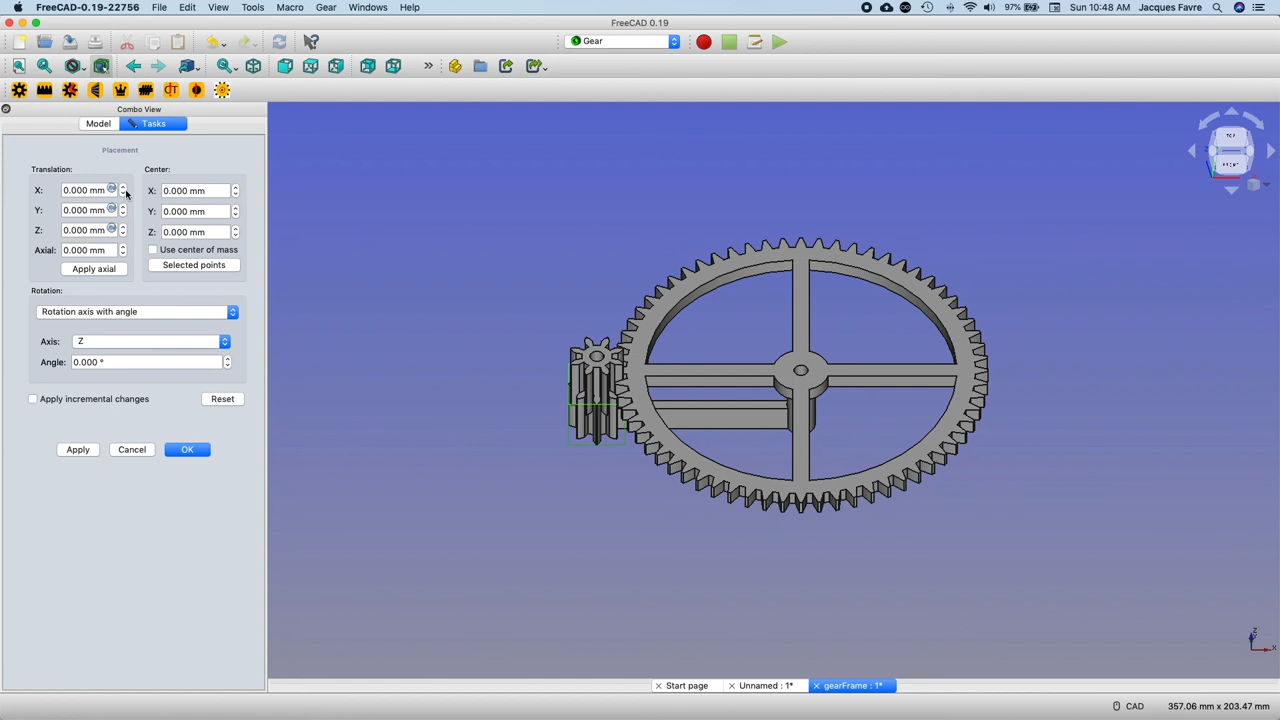 FreeCAD-0.19-22756 File Edit View Tools Macro Gear Windows Help 97% Sun 10:48 AM Jacques Favre
FreeCAD 0.19
Gear
Combo View
Model Tasks
Placement
Translation: Center:
X: 0.000 mm X: 0.000 mm
Y: 0.000 mm Y: 0.000 mm
Z: 0.000 mm Z: 0.000 mm
Axial: 0.000 mm Use center of mass
Apply axial Selected points
Rotation:
Rotation axis with angle
Axis: Z
Angle: 0.000 °
Apply incremental changes Reset
Apply Cancel OK
TOP
FRONT
Z
X
Start page Unnamed : 1* gearFrame : 1*
CAD 357.06 mm x 203.47 mm